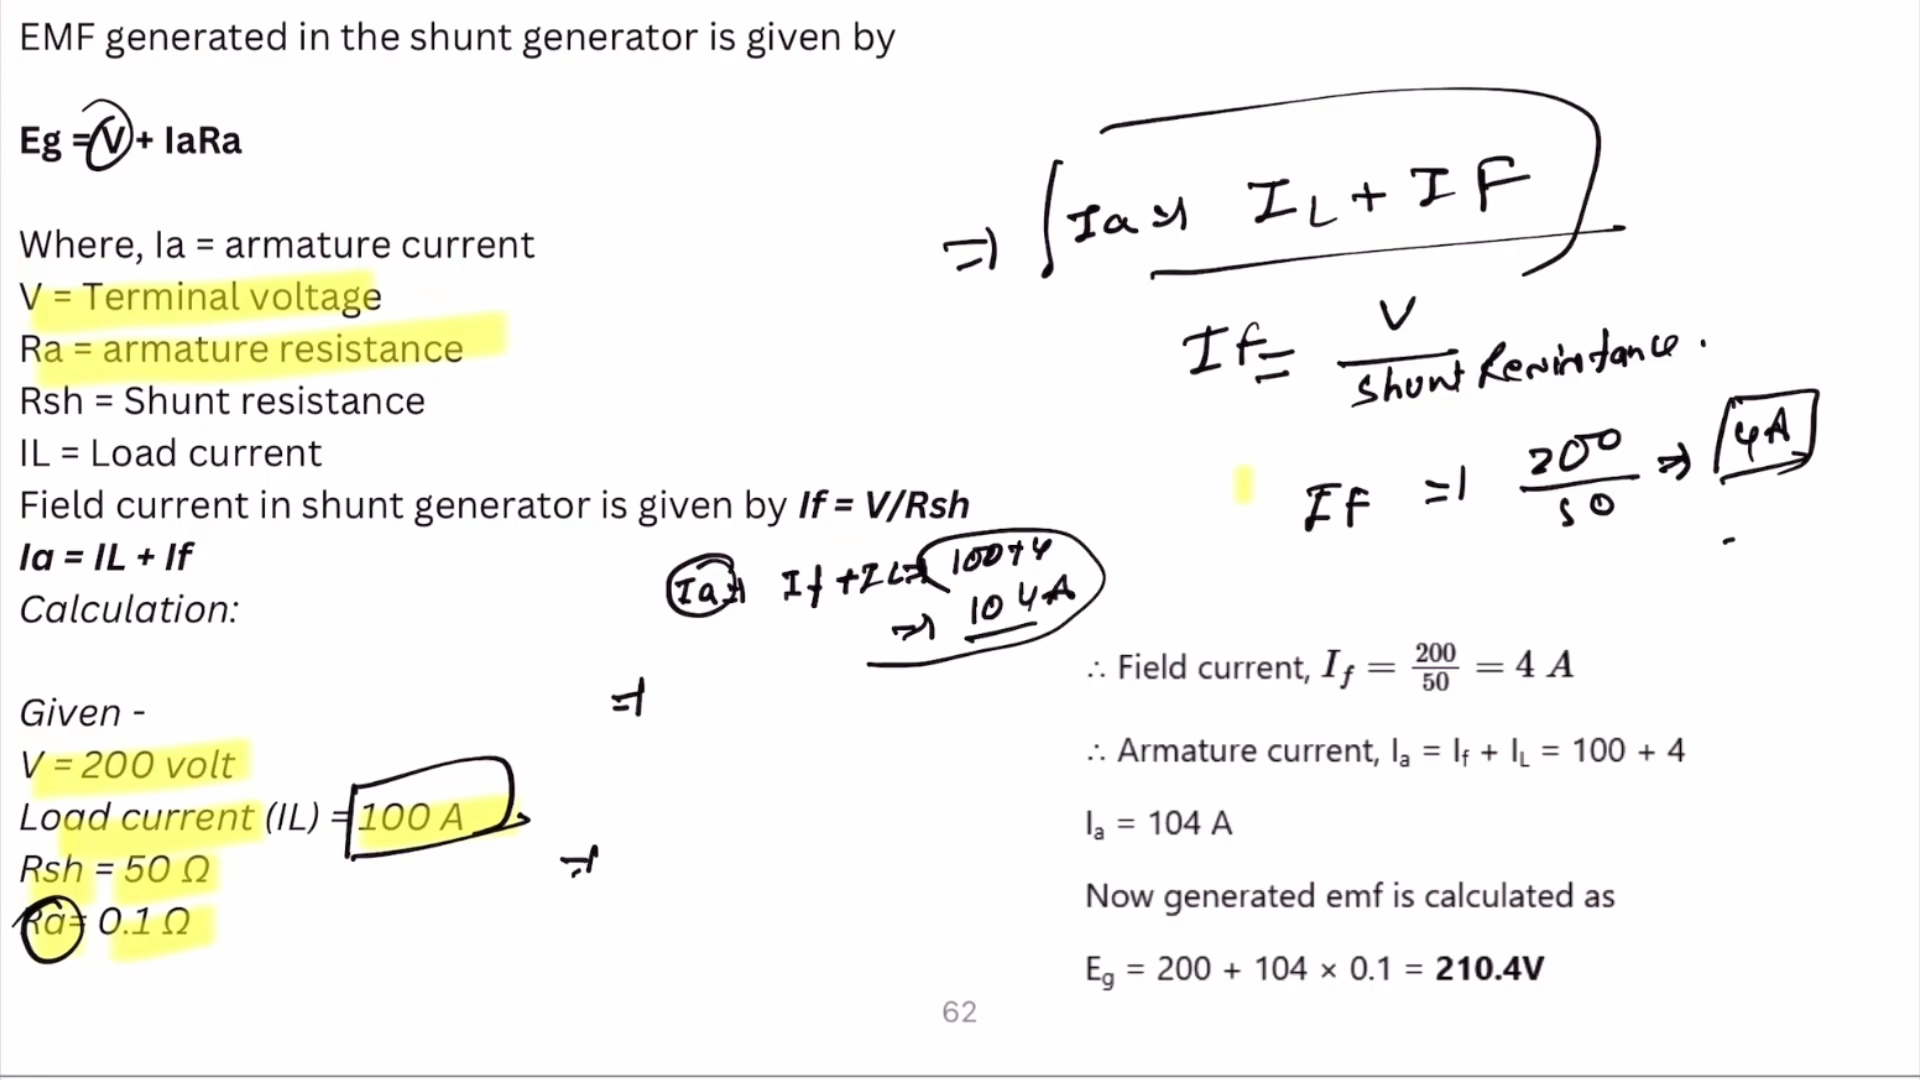 EMF generated in the shunt generator is given by
Eg = V + IaRa
Where, Ia = armature current
V = Terminal voltage
Ra = armature resistance
Rsh = Shunt resistance
IL = Load current
Field current in shunt generator is given by If = V/Rsh
Ia = IL + If
Calculation:
Given -
V = 200 volt
Load current (IL) = 100 A
Rsh = 50 Ω
Ra= 0.1 Ω
⇒ Ia ⇒ IL + IF
If = V / Shunt Resistance.
IF ⇒ 200 / 50 ⇒ 4A
Ia ⇒ If + IL ⇒ 100+4
⇒ 104A
⇒
⇒
∴ Field current, If = 200/50 = 4 A
∴ Armature current, Ia = If + IL = 100 + 4
Ia = 104 A
Now generated emf is calculated as
Eg = 200 + 104 × 0.1 = 210.4V
62